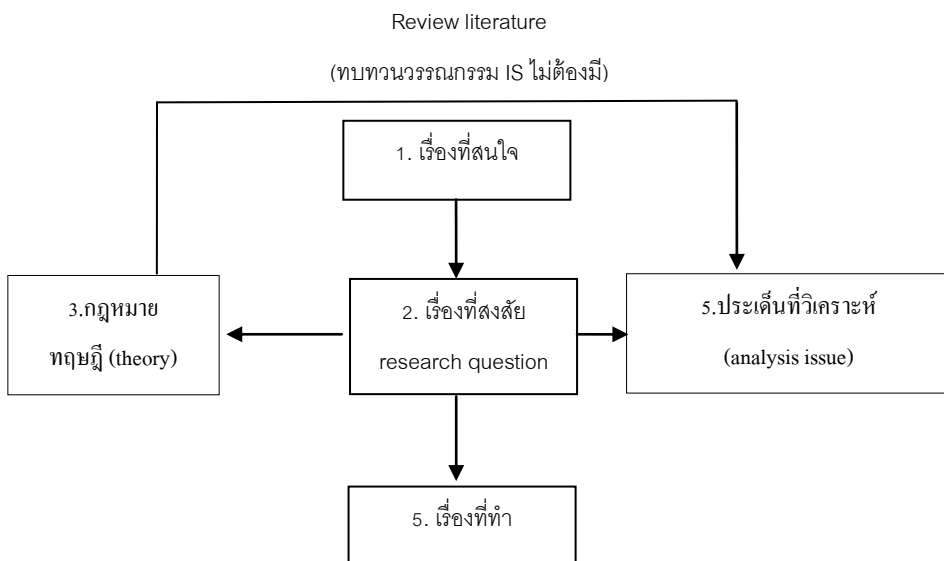 Review literature
(ทบทวนวรรณกรรม IS ไม่ต้องมี)
1. เรื่องที่สนใจ
3.กฎหมาย
ทฤษฎี (theory)
2. เรื่องที่สงสัย
research question
5.ประเด็นที่วิเคราะห์
(analysis issue)
5. เรื่องที่ทำ